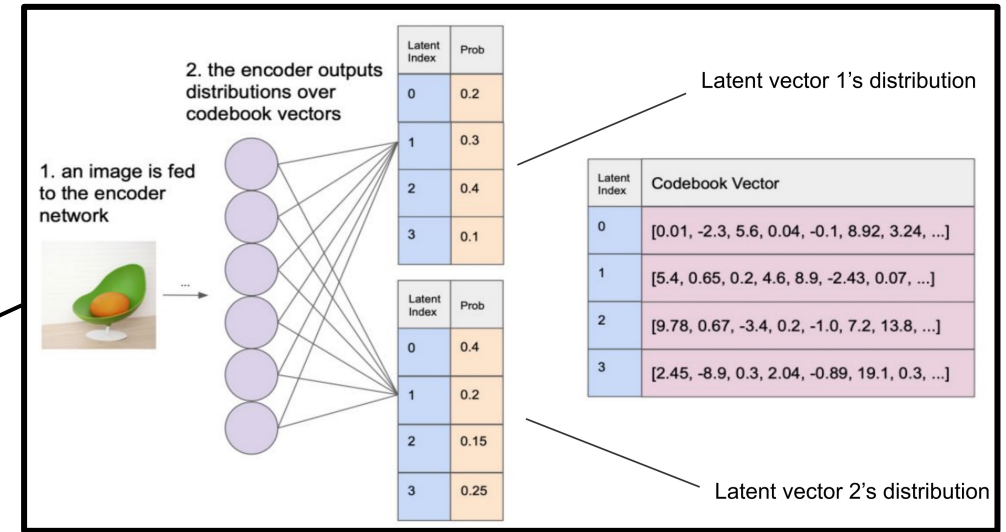 2. the encoder outputs
distributions over
codebook vectors
1. an image is fed
to the encoder
network
...
Latent
Index
Prob
0
0.2
1
0.3
2
0.4
3
0.1
Latent vector 1's distribution
Latent
Index
Prob
0
0.4
1
0.2
2
0.15
3
0.25
Latent vector 2's distribution
Latent
Index
Codebook Vector
0
[0.01, -2.3, 5.6, 0.04, -0.1, 8.92, 3.24, ...]
1
[5.4, 0.65, 0.2, 4.6, 8.9, -2.43, 0.07, ...]
2
[9.78, 0.67, -3.4, 0.2, -1.0, 7.2, 13.8, ...]
3
[2.45, -8.9, 0.3, 2.04, -0.89, 19.1, 0.3, ...]